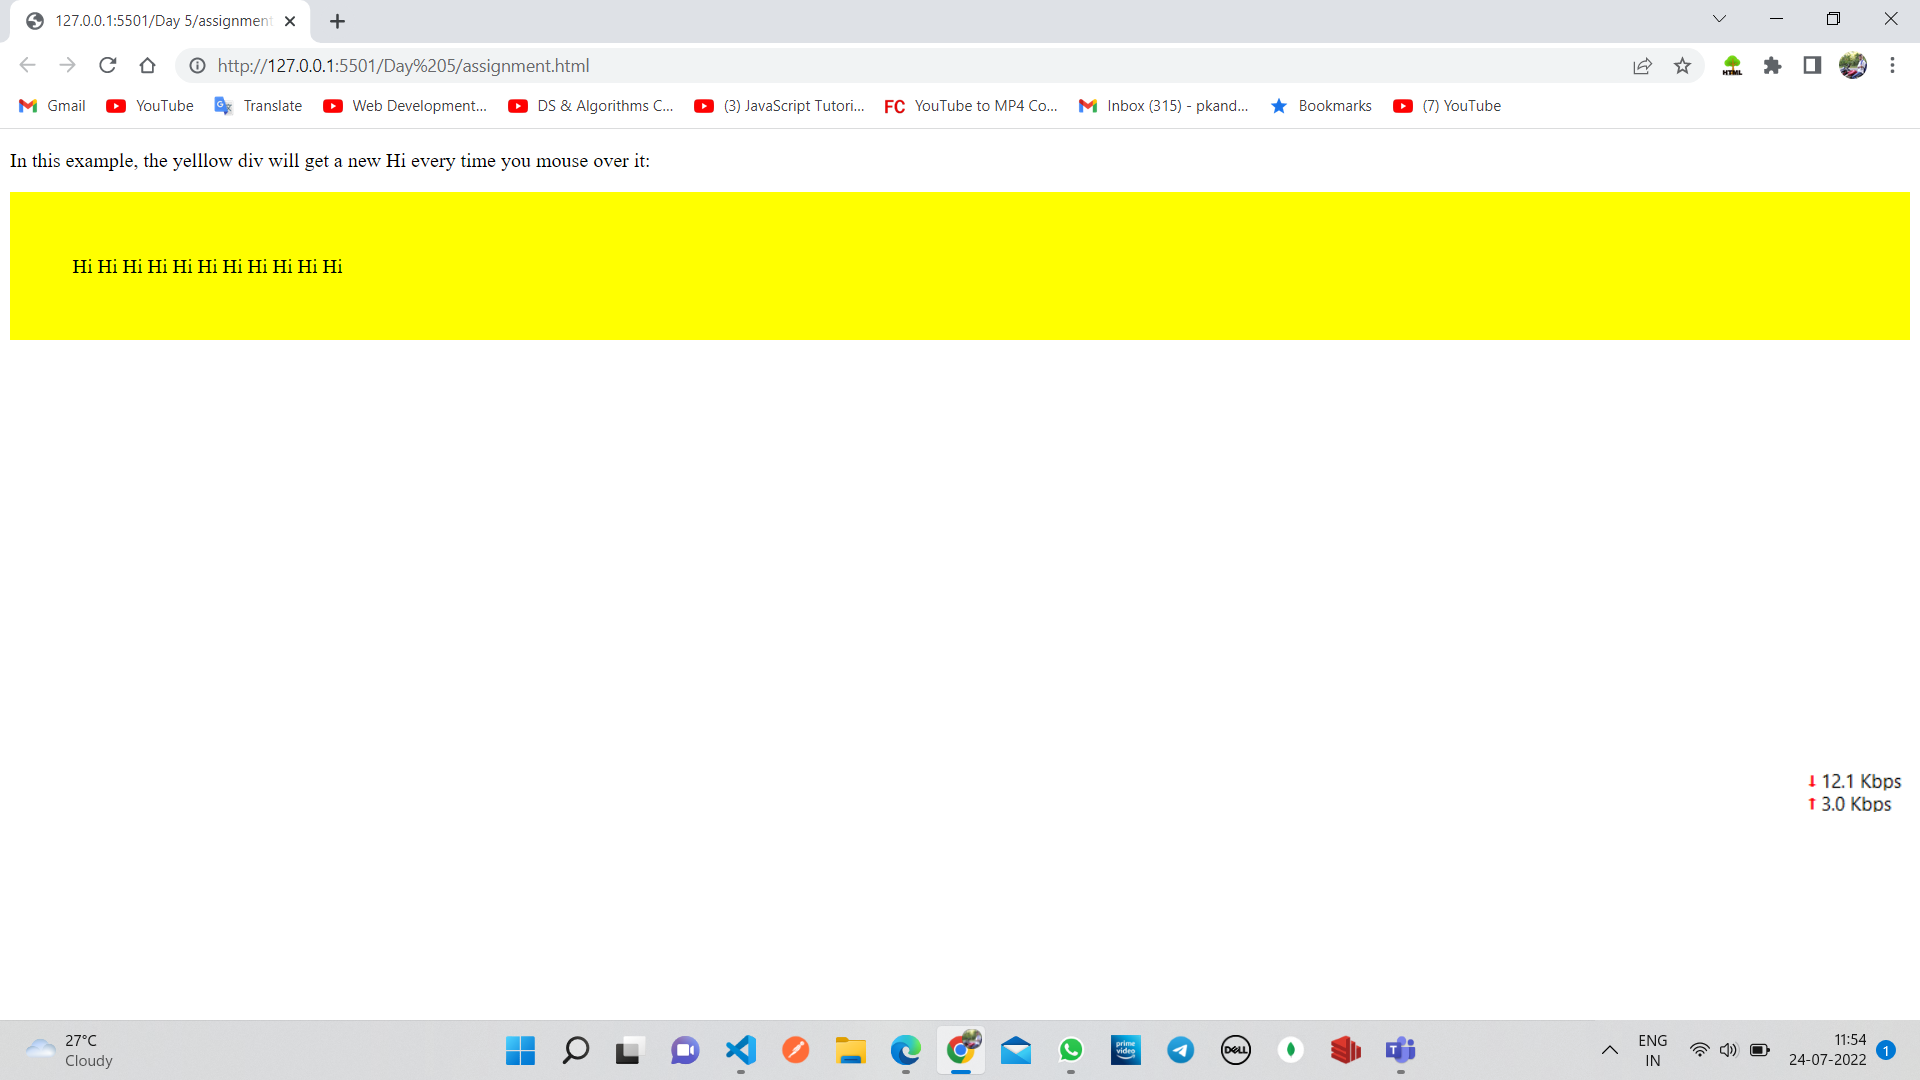 127.0.0.1:5501/Day 5/assignment
http://127.0.0.1:5501/Day%205/assignment.html
HTML
Gmail YouTube Translate Web Development... DS & Algorithms C... (3) JavaScript Tutori... FC YouTube to MP4 Co... Inbox (315) - pkand... Bookmarks (7) YouTube
In this example, the yelllow div will get a new Hi every time you mouse over it:
Hi Hi Hi Hi Hi Hi Hi Hi Hi Hi Hi
12.1 Kbps
3.0 Kbps
27°C
Cloudy
prime video
DELL
ENG
IN
11:54
24-07-2022
1